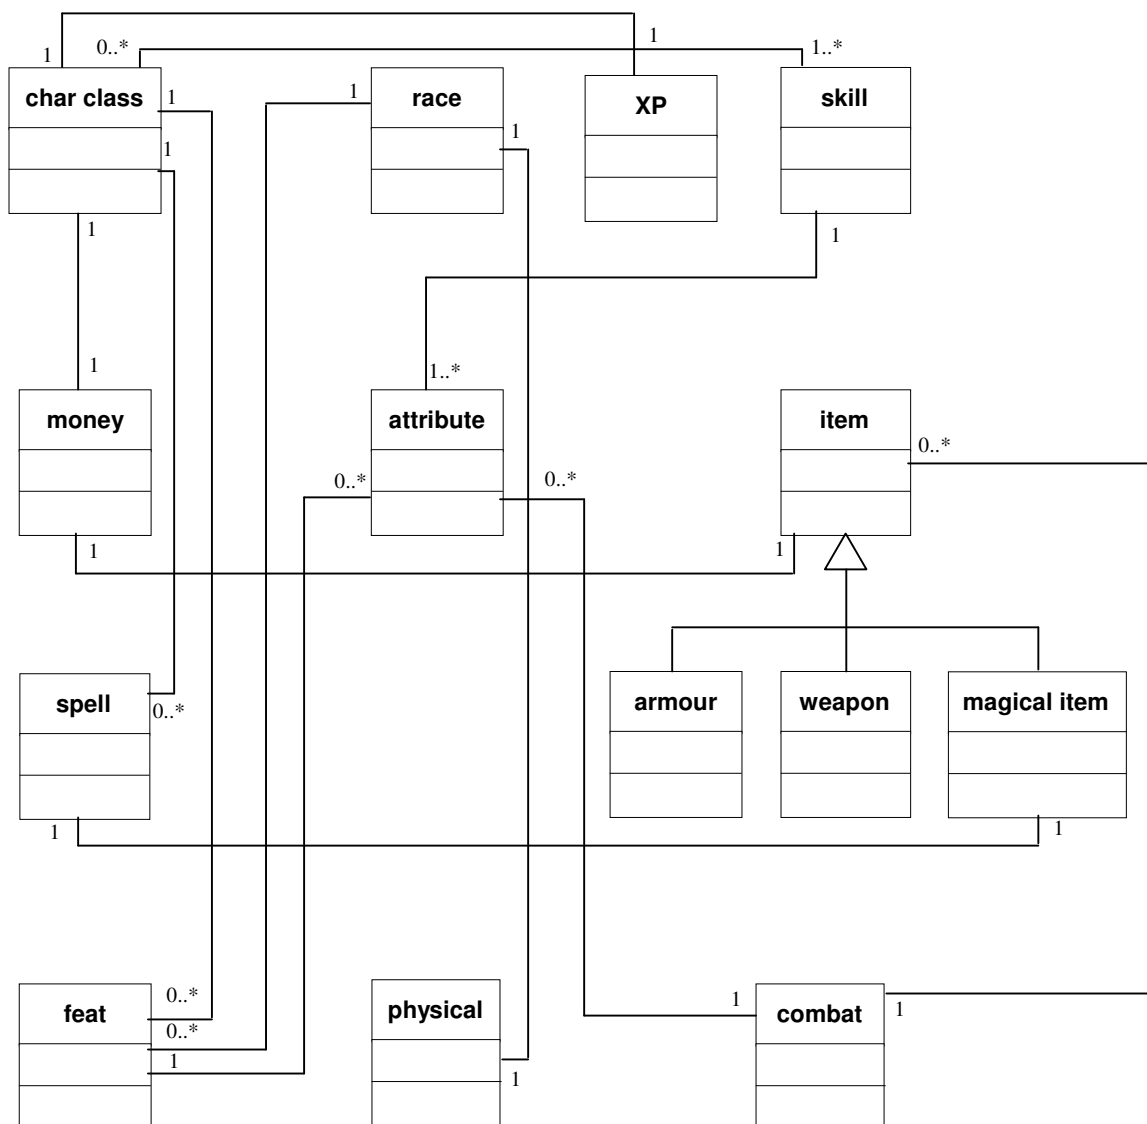 1
0..*
1
1..*
char class
1
1
race
1
XP
skill
1
1
1
1
1..*
money
attribute
item
0..*
0..*
0..*
1
1
spell
0..*
armour
weapon
magical item
1
1
feat
0..*
0..*
1
physical
1
1
combat
1